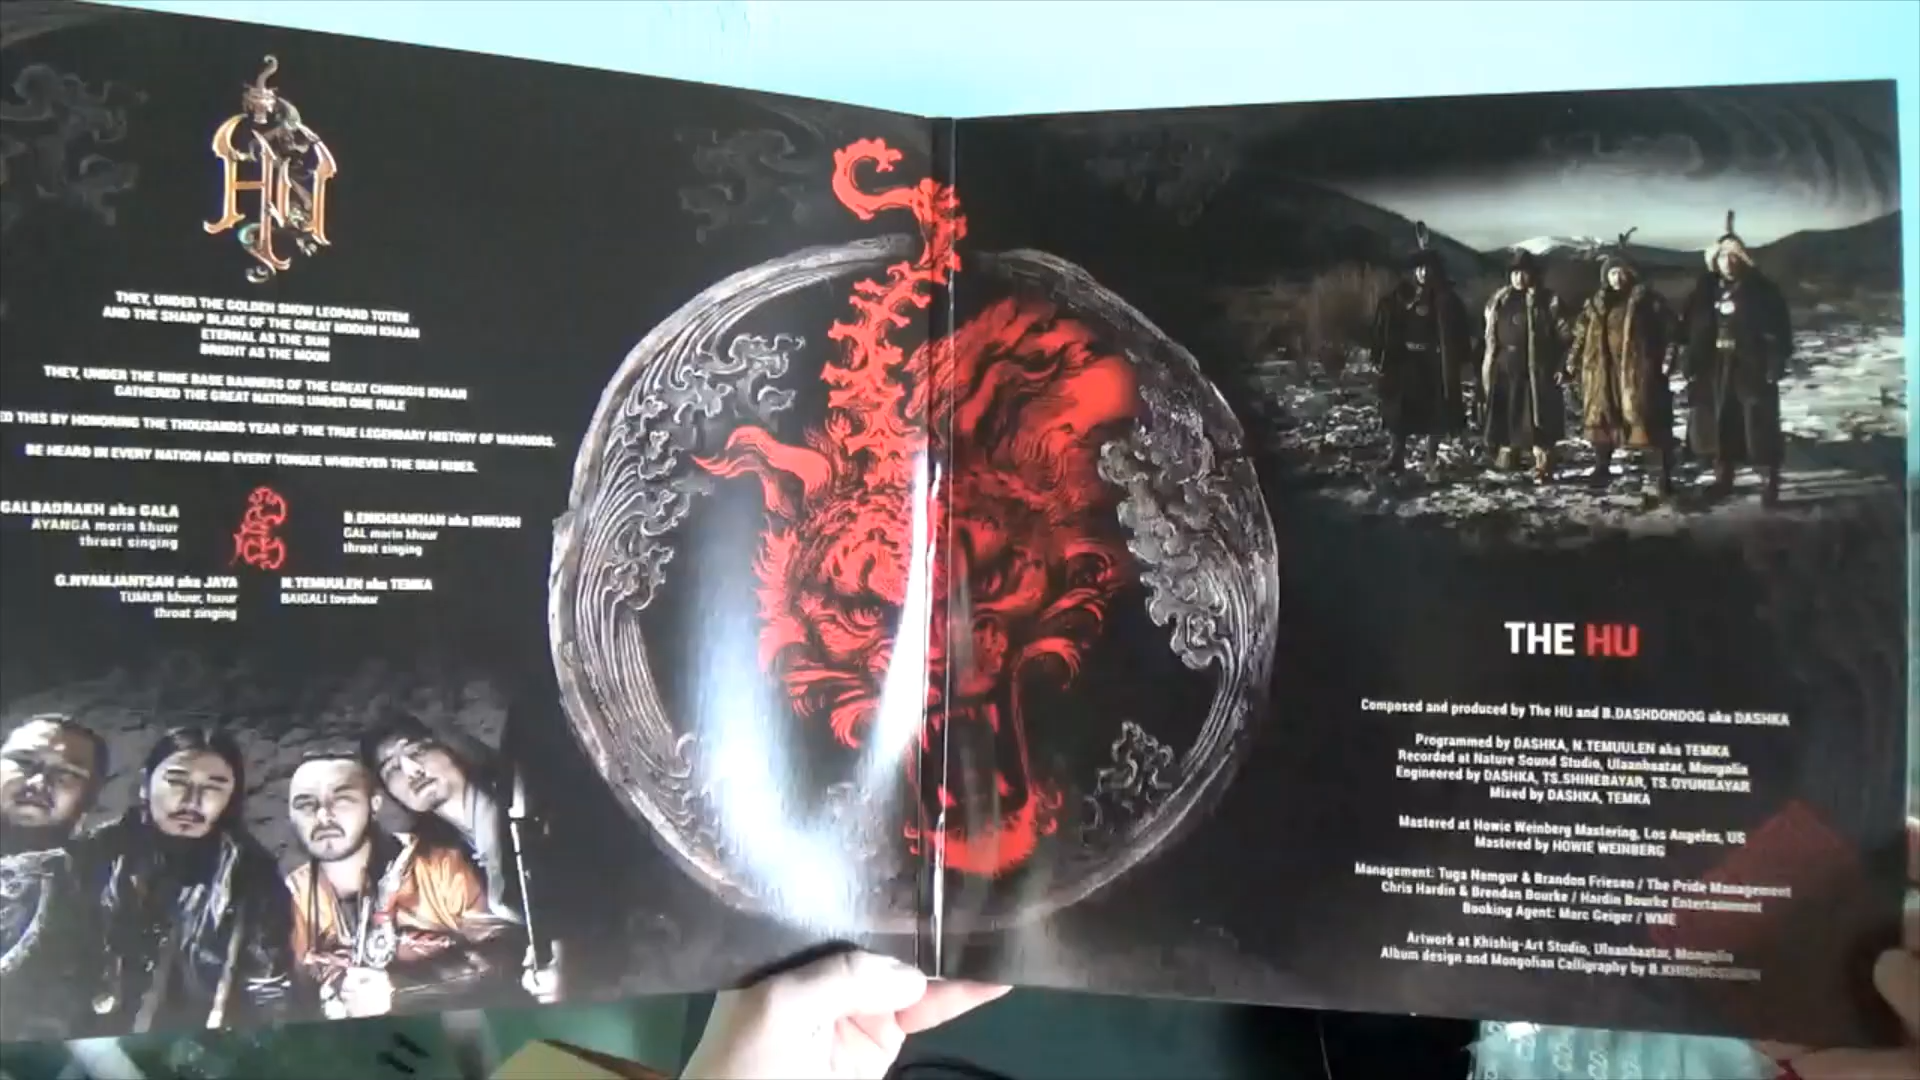 HU
THEY, UNDER THE GOLDEN SNOW LEOPARD TOTEM
AND THE SHARP BLADE OF THE GREAT MODUN KHAAN
ETERNAL AS THE SUN
BRIGHT AS THE MOON
THEY, UNDER THE NINE BASE BANNERS OF THE GREAT CHINGGIS KHAAN
GATHERED THE GREAT NATIONS UNDER ONE RULE
ED THIS BY HONORING THE THOUSANDS YEAR OF THE TRUE LEGENDARY HISTORY OF WARRIORS.
BE HEARD IN EVERY NATION AND EVERY TONGUE WHEREVER THE SUN RISES.
GALBADRAKH aka GALA
AYANGA morin khuur
throat singing
B.ENKHSAIKHAN aka ENKUSH
GAL morin khuur
throat singing
G.NYAMJANTSAN aka JAYA
TUMUR khuur, tsuur
throat singing
N.TEMUULEN aka TEMKA
BAIGALI tovshuur
THE HU
Composed and produced by The HU and B.DASHDONDOG aka DASHKA
Programmed by DASHKA, N.TEMUULEN aka TEMKA
Recorded at Nature Sound Studio, Ulaanbaatar, Mongolia
Engineered by DASHKA, TS.SHINEBAYAR, TS.OYUNBAYAR
Mixed by DASHKA, TEMKA
Mastered at Howie Weinberg Mastering, Los Angeles, US
Mastered by HOWIE WEINBERG
Management: Tuga Namgur & Brandon Friesen / The Pride Management
Chris Hardin & Brendan Bourke / Hardin Bourke Entertainment
Booking Agent: Marc Geiger / WME
Artwork at Khishig-Art Studio, Ulaanbaatar, Mongolia
Album design and Mongolian Calligraphy by